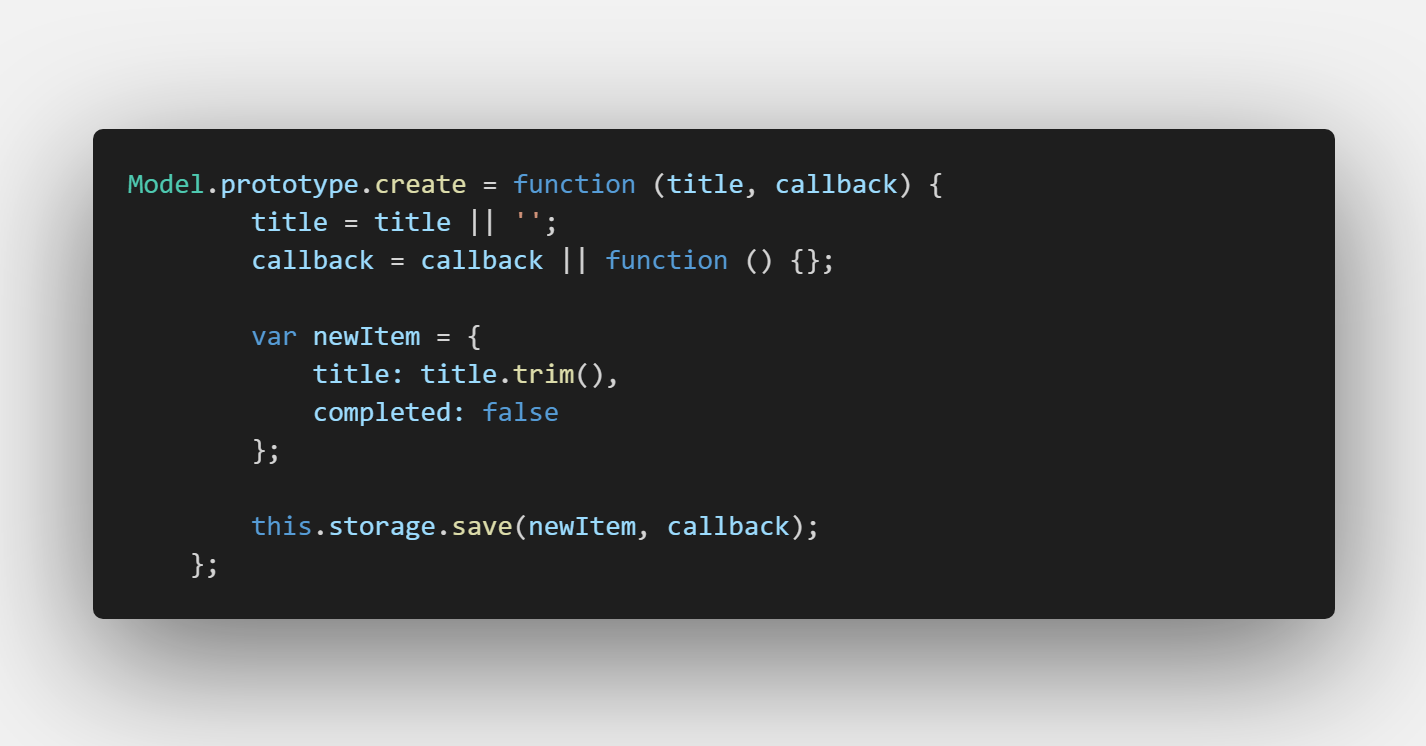 Model.prototype.create = function (title, callback) {
        title = title || '';
        callback = callback || function () {};

        var newItem = {
            title: title.trim(),
            completed: false
        };

        this.storage.save(newItem, callback);
    };